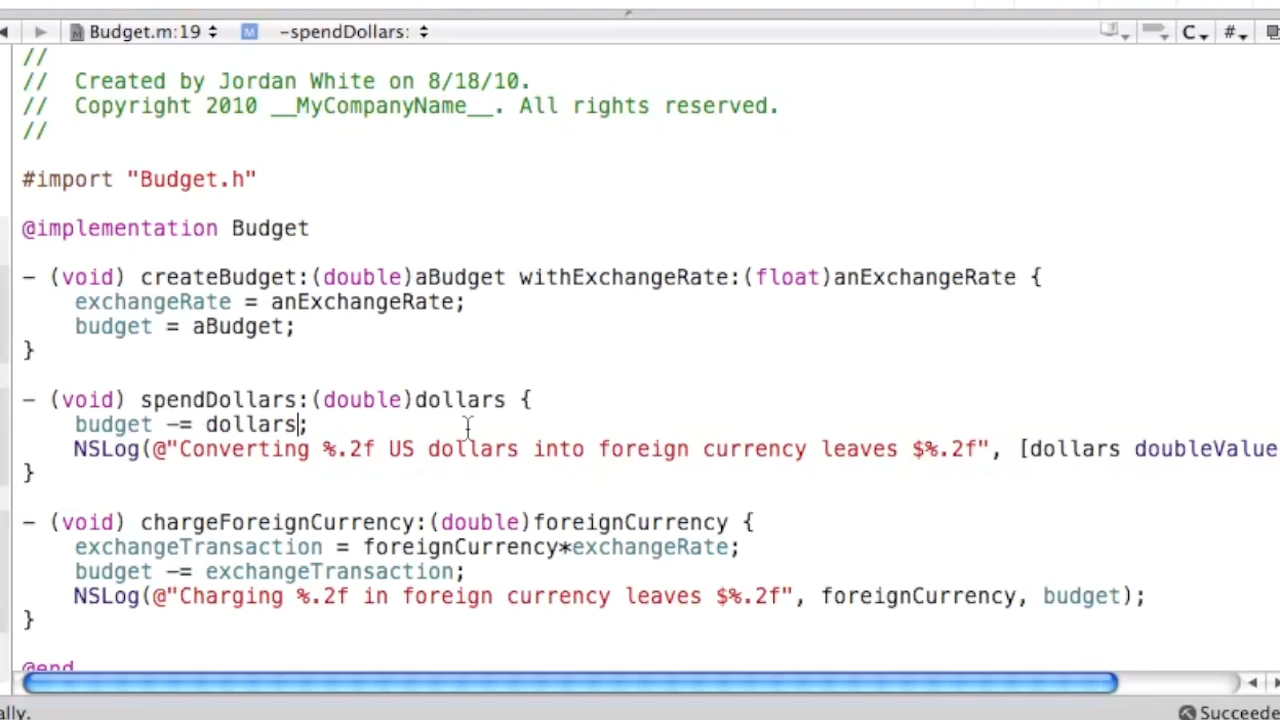 Budget.m:19 -spendDollars: C #
//
// Created by Jordan White on 8/18/10.
// Copyright 2010 __MyCompanyName__. All rights reserved.
//
#import "Budget.h"
@implementation Budget
- (void) createBudget:(double)aBudget withExchangeRate:(float)anExchangeRate {
exchangeRate = anExchangeRate;
budget = aBudget;
}
- (void) spendDollars:(double)dollars {
budget -= dollars;
NSLog(@"Converting %.2f US dollars into foreign currency leaves $%.2f", [dollars doubleValue
}
- (void) chargeForeignCurrency:(double)foreignCurrency {
exchangeTransaction = foreignCurrency*exchangeRate;
budget -= exchangeTransaction;
NSLog(@"Charging %.2f in foreign currency leaves $%.2f", foreignCurrency, budget);
}
@end
ally. Succeede